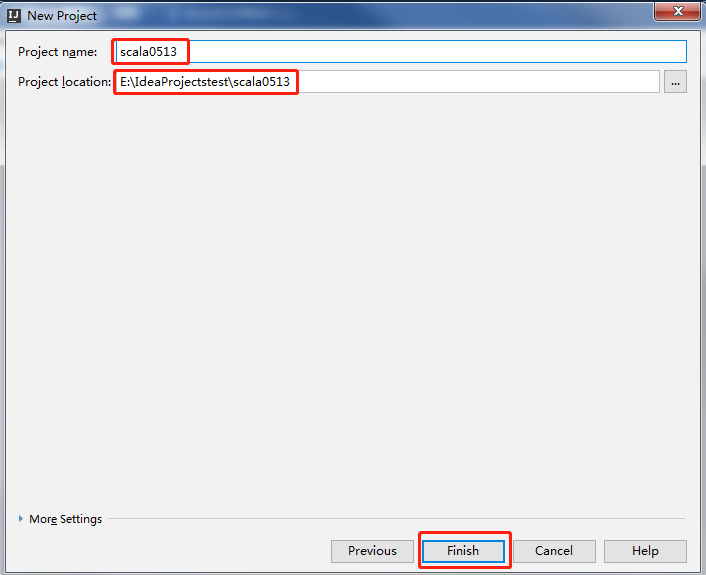 New Project
Project name: scala0513
Project location: E:\IdeaProjectstest\scala0513 ...
More Settings
Previous Finish Cancel Help